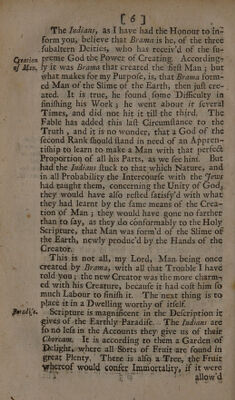 [ 6 ]
The Indians, as I have had the Honour to in-
form you, believe that Brama is he, of the three
subaltern Deities, who has receiv'd of the su-
preme God the Power of Creating. According-
Creation of Man.
ly it was Brama that created the first Man; but
what makes for my Purpose, is, that Brama form-
ed Man of the Slime of the Earth, then just cre-
ated. It is true, he found some Difficulty in
finishing his Work; he went about it several
Times, and did not hit it till the third. The
Fable has added this last Circumstance to the
Truth, and it is no wonder, that a God of the
second Rank should stand in need of an Appren-
tiship to learn to make a Man with that perfect
Proportion of all his Parts, as we see him. But
had the Indians stuck to that which Nature, and
in all Probability the Intercourse with the Jews
had taught them, concerning the Unity of God,
they would have also rested satisfy'd with what
they had learnt by the same means of the Crea-
tion of Man; they would have gone no farther
than to say, as they do conformably to the Holy
Scripture, that Man was form'd of the Slime of
the Earth, newly produc'd by the Hands of the
Creator.
This is not all, my Lord, Man being once
created by Brama, with all that Trouble I have
told you; the new Creator was the more charm-
ed with his Creature, because it had cost him so
much Labour to finish it. The next thing is to
place it in a Dwelling worthy of itself.
Paradise.
Scripture is magnificent in the Description it
gives of the Earthly Paradise. The Indians are
so no less in the Accounts they give us of their
Chorcam. It is according to them a Garden of
Delight, where all Sorts of Fruit are found in
great Plenty. There is also a Tree, the Fruit
whereof would confer Immortality, if it were
allow'd